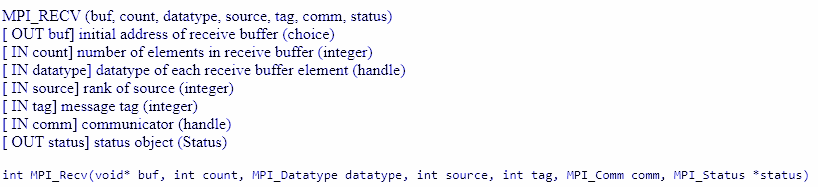 MPI_RECV (buf, count, datatype, source, tag, comm, status)
[ OUT buf] initial address of receive buffer (choice)
[ IN count] number of elements in receive buffer (integer)
[ IN datatype] datatype of each receive buffer element (handle)
[ IN source] rank of source (integer)
[ IN tag] message tag (integer)
[ IN comm] communicator (handle)
[ OUT status] status object (Status)
int MPI_Recv(void* buf, int count, MPI_Datatype datatype, int source, int tag, MPI_Comm comm, MPI_Status *status)